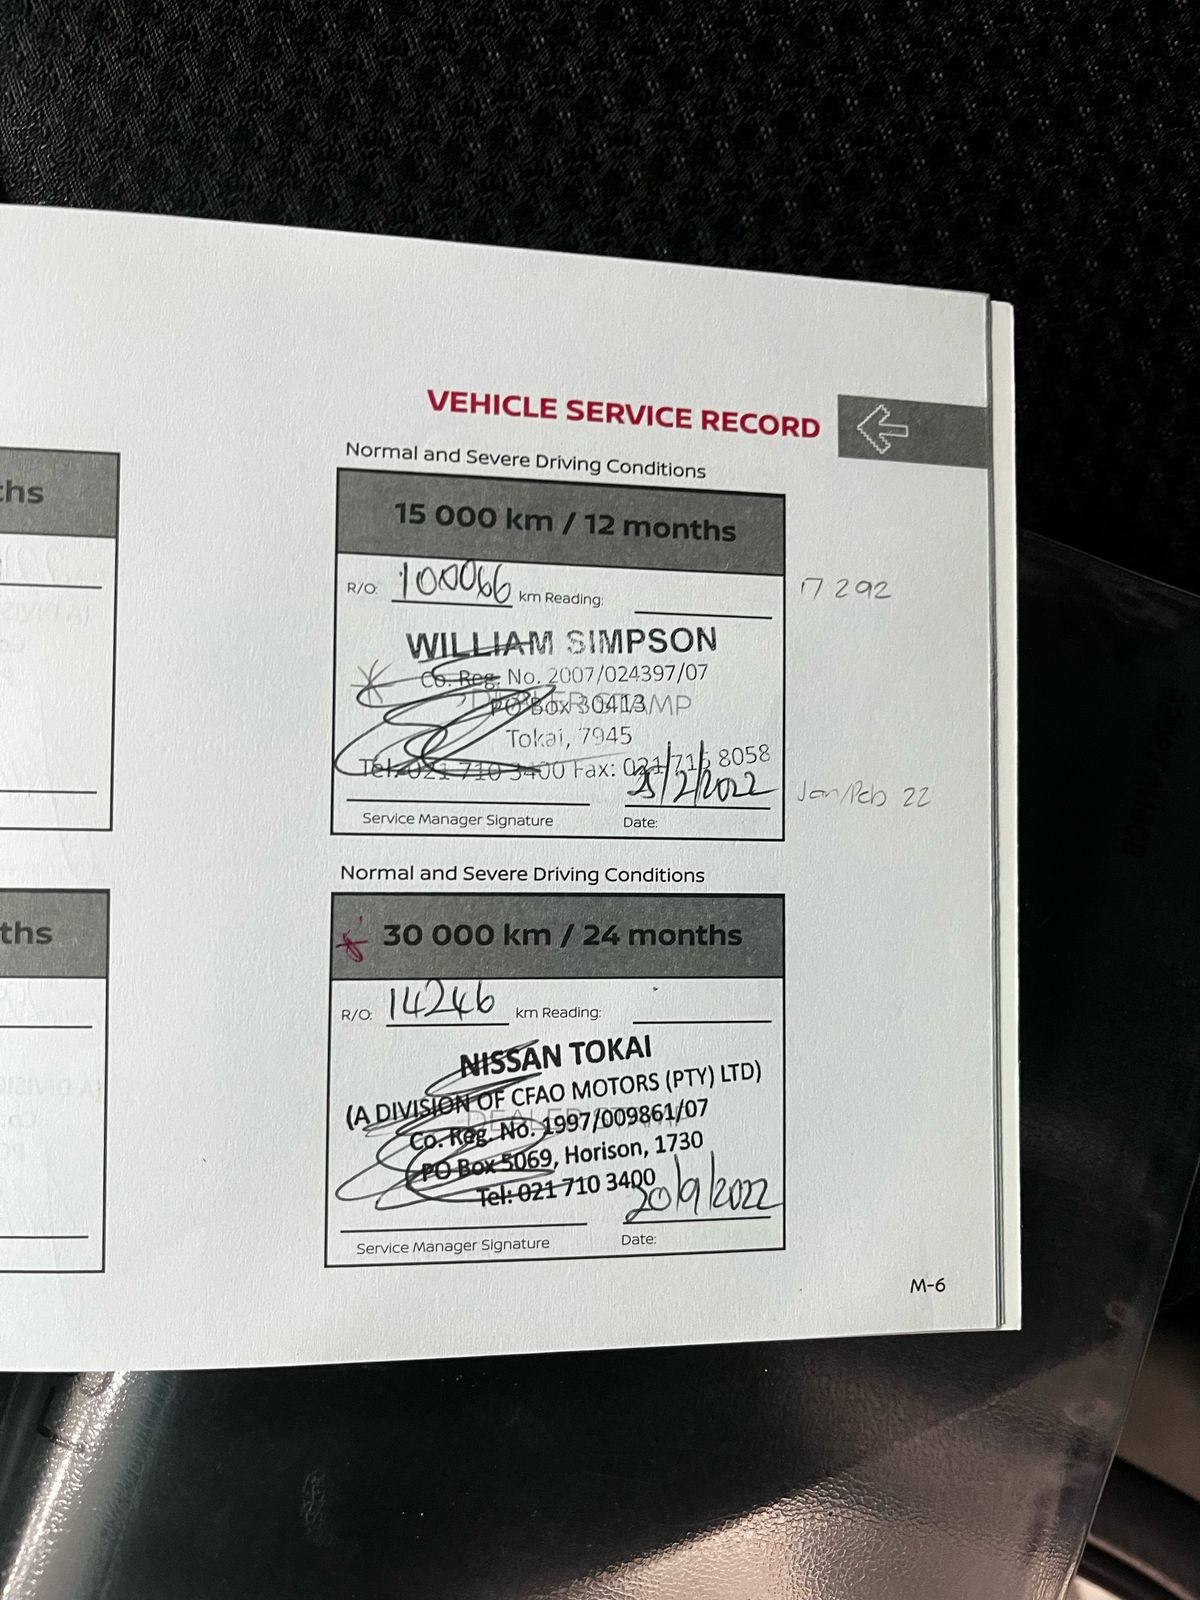 VEHICLE SERVICE RECORD
Normal and Severe Driving Conditions
ths
15 000 km / 12 months
R/O: 100066 km Reading: 17 292
WILLIAM SIMPSON
Co. Reg. No. 2007/024397/07
DEALER STAMP
PO Box 30413
Tokai, 7945
Tel: 021 710 3400 Fax: 021 715 8058
25/2/2022 Jan/Feb 22
Service Manager Signature Date:
Normal and Severe Driving Conditions
ths
30 000 km / 24 months
R/O: 14246 km Reading:
NISSAN TOKAI
(A DIVISION OF CFAO MOTORS (PTY) LTD)
DEALER
Co. Reg. No. 1997/009861/07
PO Box 5069, Horison, 1730
Tel: 021 710 3400
20/9/2022
Service Manager Signature Date:
M-6